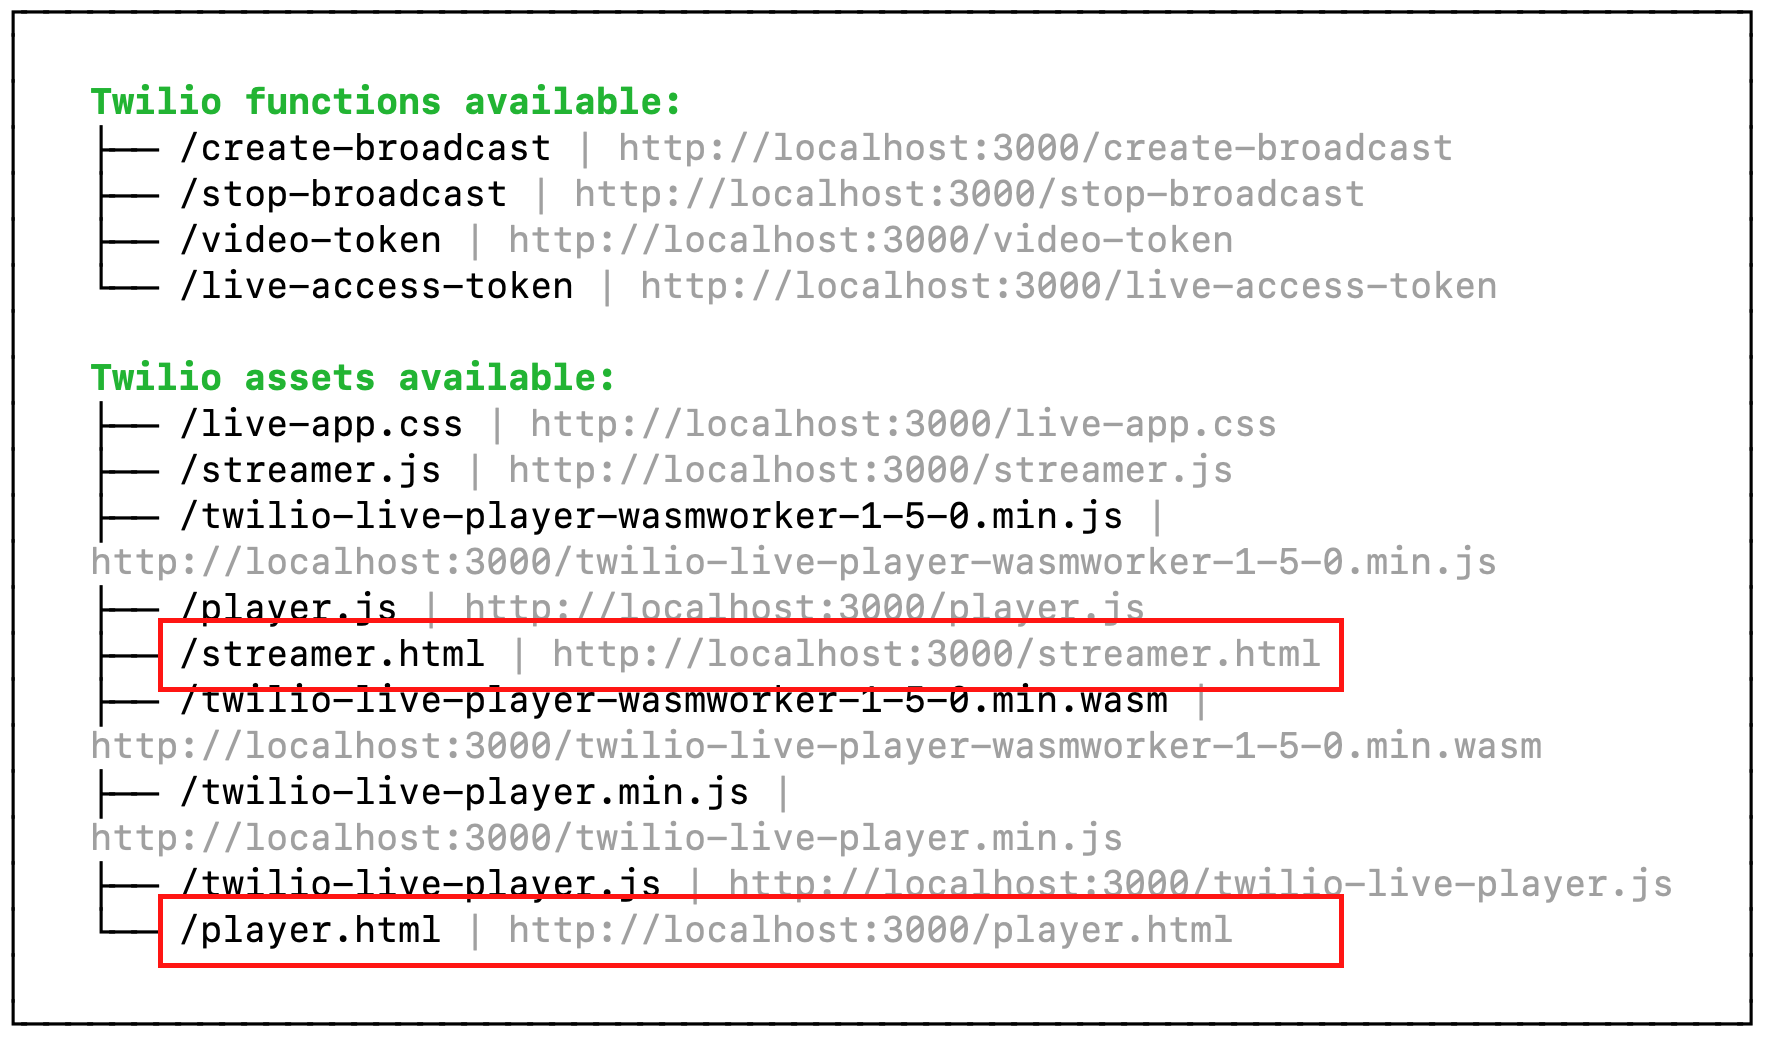 Twilio functions available:
├── /create-broadcast | http://localhost:3000/create-broadcast
├── /stop-broadcast | http://localhost:3000/stop-broadcast
├── /video-token | http://localhost:3000/video-token
└── /live-access-token | http://localhost:3000/live-access-token
Twilio assets available:
├── /live-app.css | http://localhost:3000/live-app.css
├── /streamer.js | http://localhost:3000/streamer.js
├── /twilio-live-player-wasmworker-1-5-0.min.js |
http://localhost:3000/twilio-live-player-wasmworker-1-5-0.min.js
├── /player.js | http://localhost:3000/player.js
├── /streamer.html | http://localhost:3000/streamer.html
├── /twilio-live-player-wasmworker-1-5-0.min.wasm |
http://localhost:3000/twilio-live-player-wasmworker-1-5-0.min.wasm
├── /twilio-live-player.min.js |
http://localhost:3000/twilio-live-player.min.js
├── /twilio-live-player.js | http://localhost:3000/twilio-live-player.js
└── /player.html | http://localhost:3000/player.html